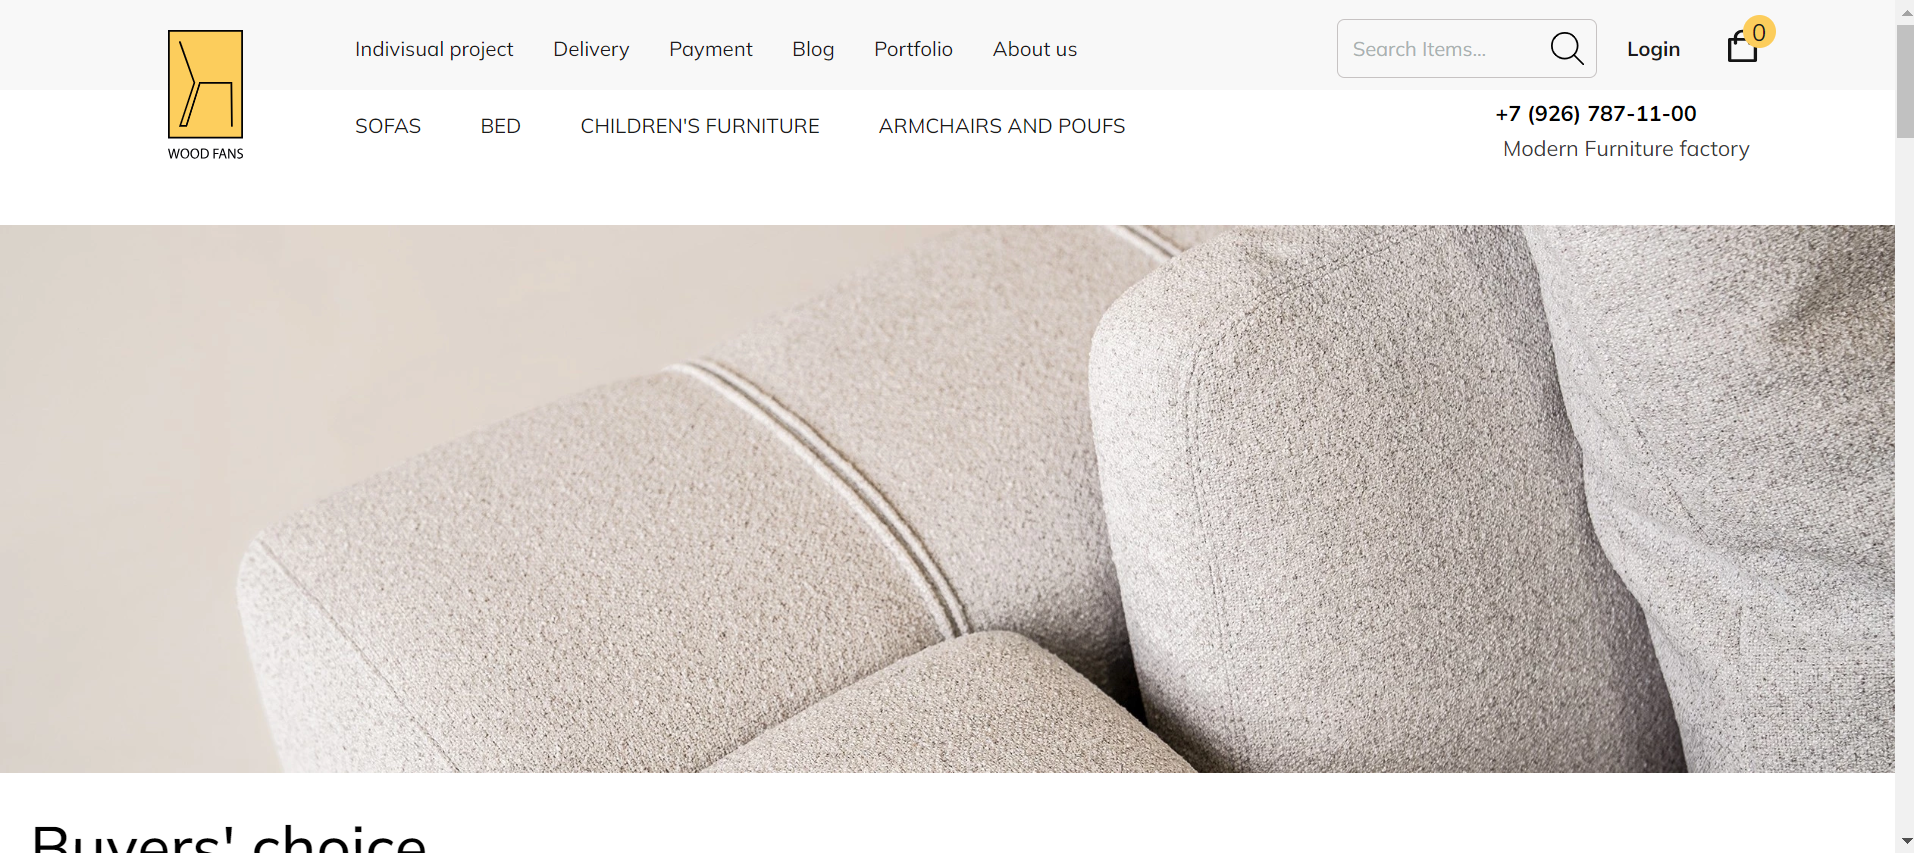 Indivisual project Delivery Payment Blog Portfolio About us Search Items... Login 0
WOOD FANS
SOFAS BED CHILDREN'S FURNITURE ARMCHAIRS AND POUFS
+7 (926) 787-11-00
Modern Furniture factory
Buyers' choice